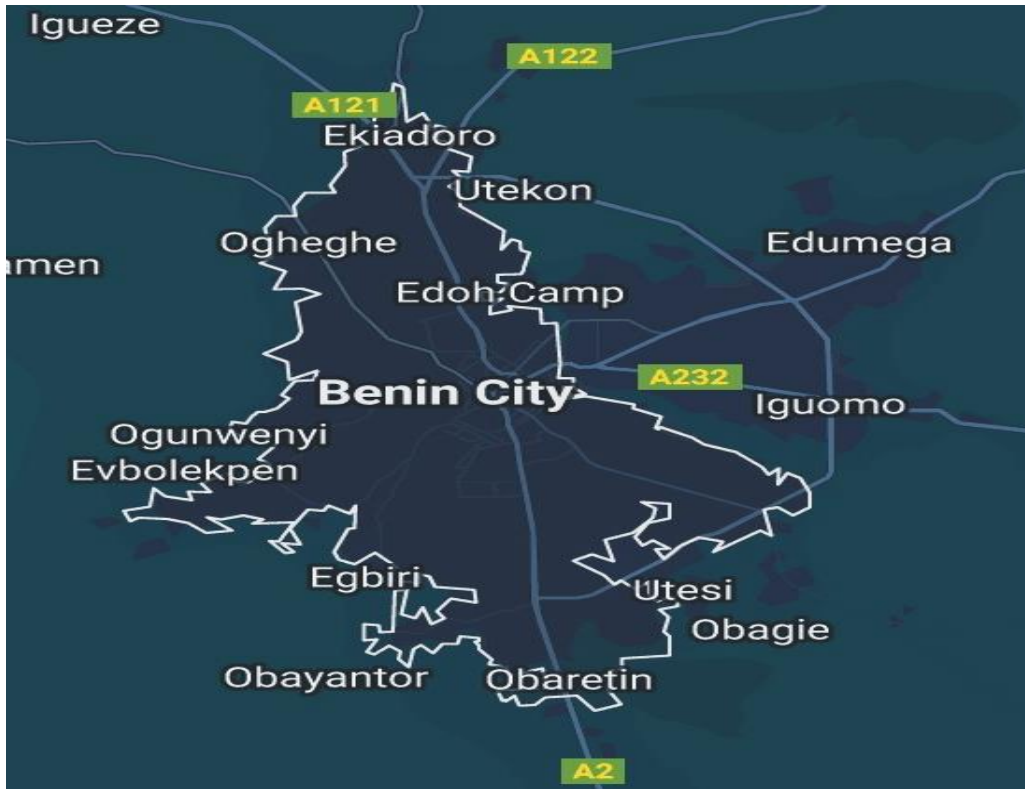 Igueze
A122
A121
Ekiadoro
Utekon
Ogheghe
Edumega
amen
Edoh Camp
A232
Benin City
Iguomo
Ogunwenyi
Evbolekpen
Egbiri
Utesi
Obagie
Obayantor
Obaretin
A2